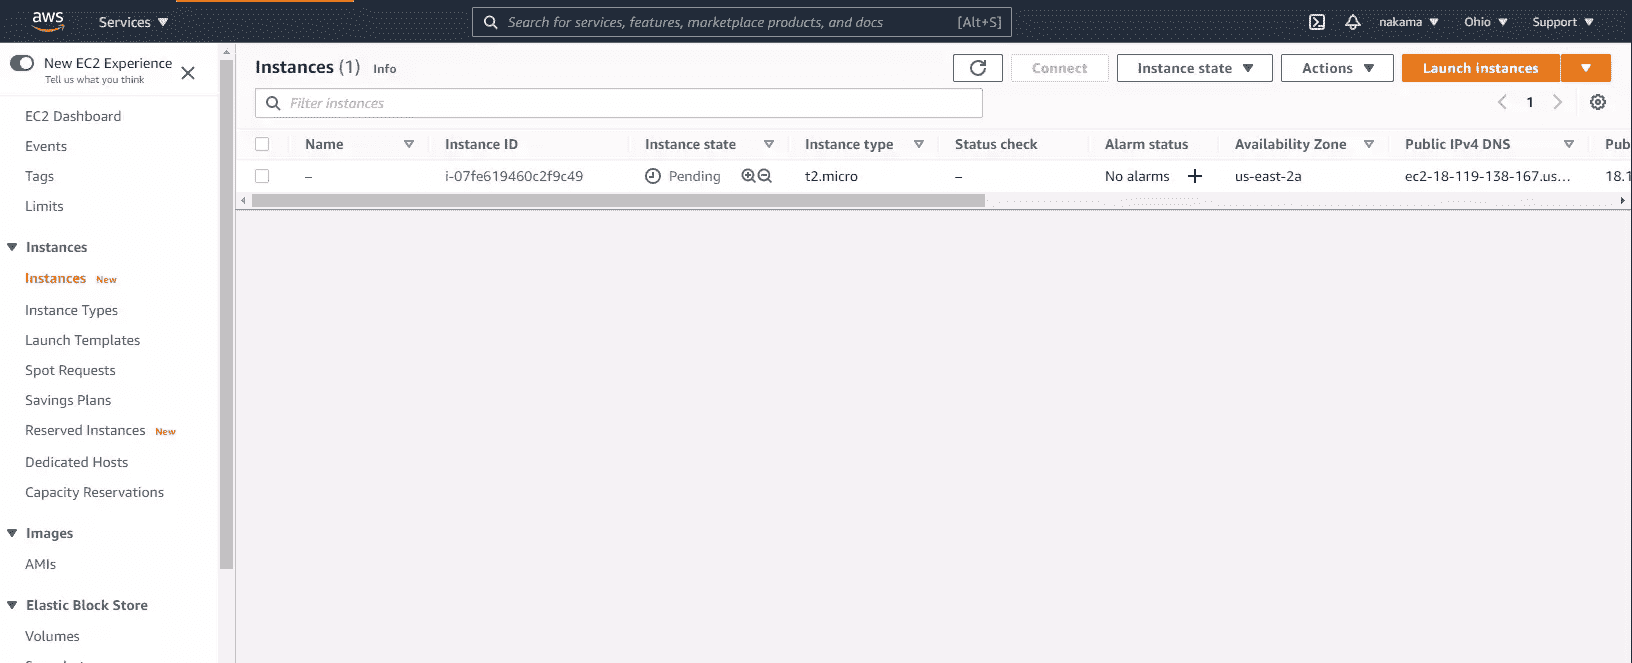 aws Services Search for services, features, marketplace products, and docs [Alt+S] nakama Ohio Support
New EC2 Experience
Tell us what you think
EC2 Dashboard
Events
Tags
Limits
Instances
Instances New
Instance Types
Launch Templates
Spot Requests
Savings Plans
Reserved Instances New
Dedicated Hosts
Capacity Reservations
Images
AMIs
Elastic Block Store
Volumes
Instances (1) Info Connect Instance state Actions Launch instances
Filter instances 1
Name Instance ID Instance state Instance type Status check Alarm status Availability Zone Public IPv4 DNS Pub
– i-07fe619460c2f9c49 Pending t2.micro – No alarms + us-east-2a ec2-18-119-138-167.us... 18.1